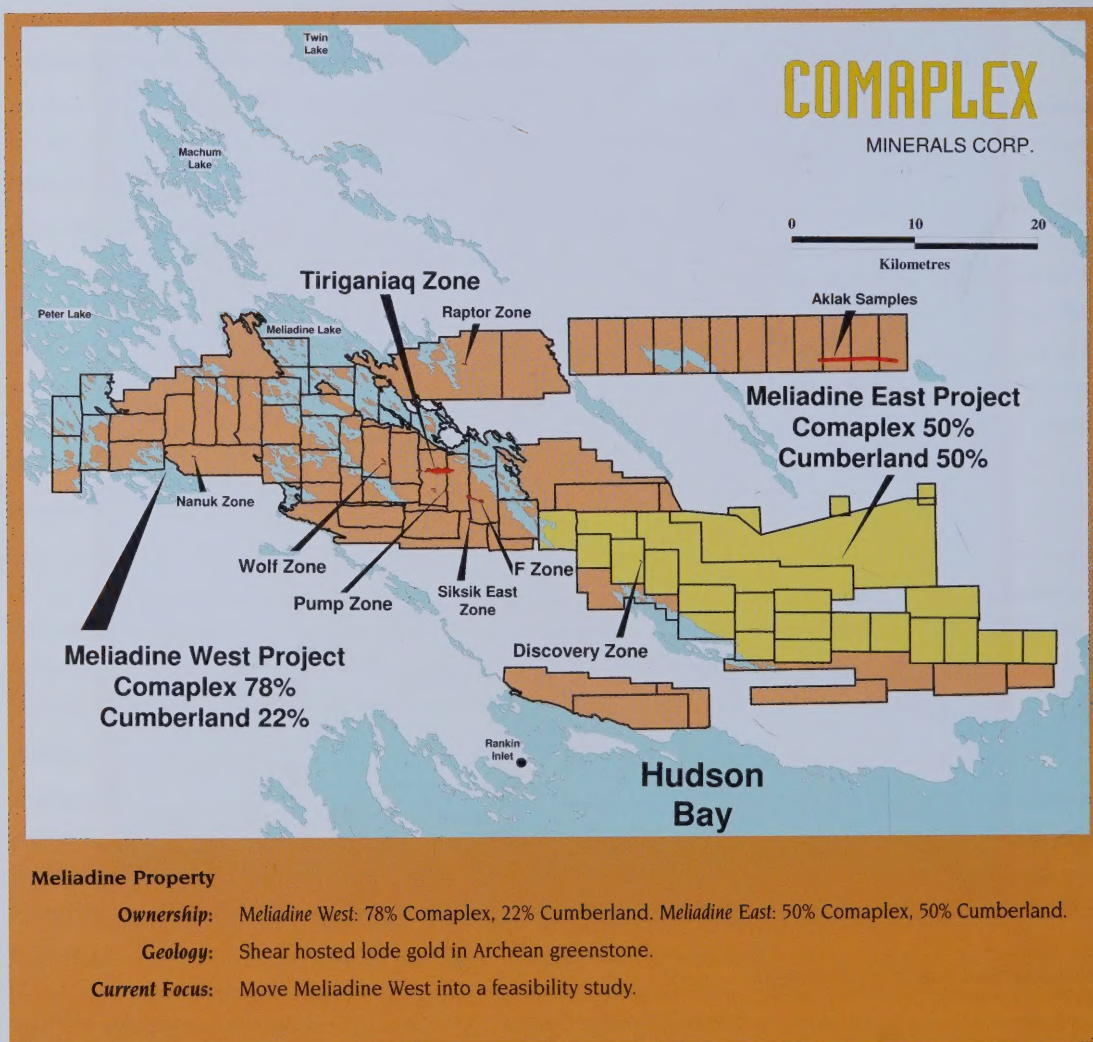 Twin
Lake
COMAPLEX
MINERALS CORP.
Machum
Lake
0 10 20
Kilometres
Tiriganiaq Zone
Aklak Samples
Raptor Zone
Peter Lake
Meliadine Lake
Meliadine East Project
Comaplex 50%
Cumberland 50%
Nanuk Zone
Wolf Zone
F Zone
Pump Zone
Siksik East
Zone
Discovery Zone
Meliadine West Project
Comaplex 78%
Cumberland 22%
Rankin
Inlet
Hudson
Bay
Meliadine Property
Ownership: Meliadine West: 78% Comaplex, 22% Cumberland. Meliadine East: 50% Comaplex, 50% Cumberland.
Geology: Shear hosted lode gold in Archean greenstone.
Current Focus: Move Meliadine West into a feasibility study.